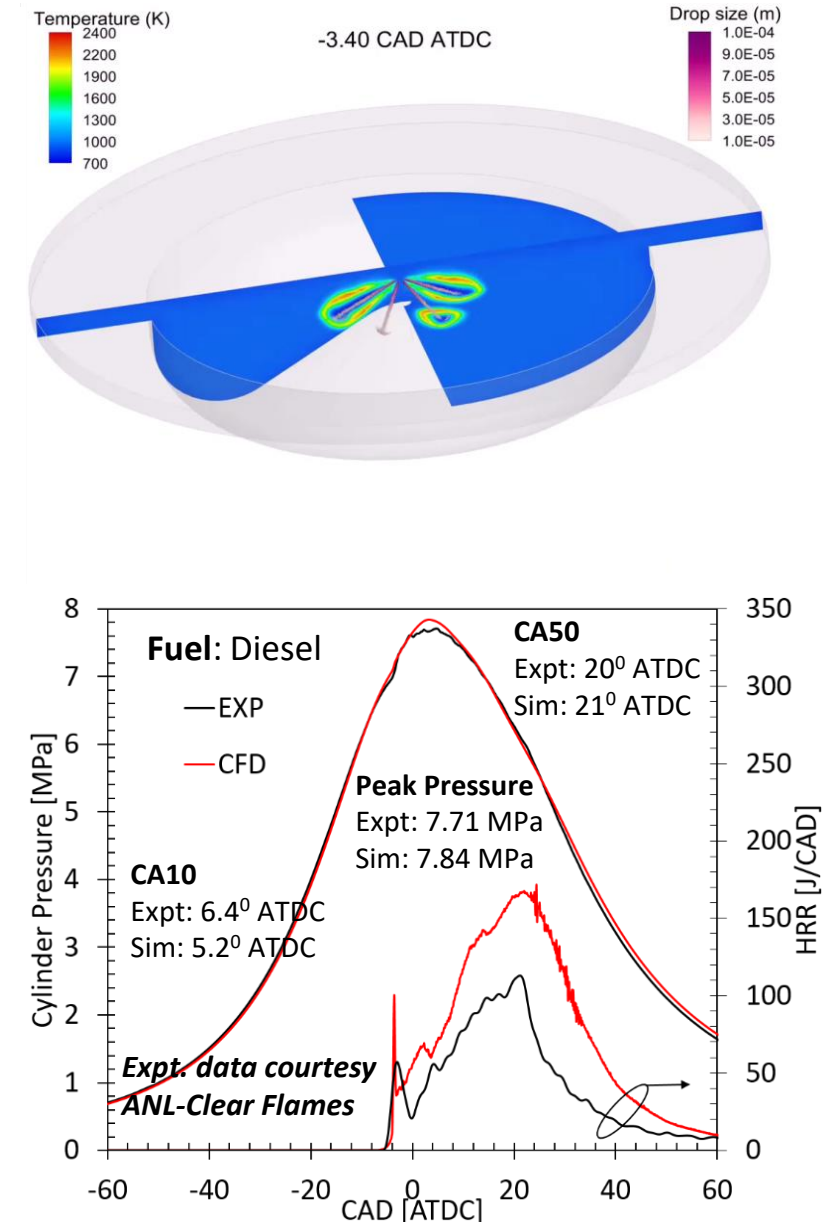 Temperature (K)
2400
2200
1900
1600
1300
1000
700
-3.40 CAD ATDC
Drop size (m)
1.0E-04
9.0E-05
7.0E-05
5.0E-05
3.0E-05
1.0E-05
Fuel: Diesel
EXP
CFD
CA50
Expt: 20⁰ ATDC
Sim: 21⁰ ATDC
Peak Pressure
Expt: 7.71 MPa
Sim: 7.84 MPa
CA10
Expt: 6.4⁰ ATDC
Sim: 5.2⁰ ATDC
Expt. data courtesy
ANL-Clear Flames
Cylinder Pressure [MPa]
8
7
6
5
4
3
2
1
0
HRR [J/CAD]
350
300
250
200
150
100
50
0
-60
-40
-20
0
20
40
60
CAD [ATDC]